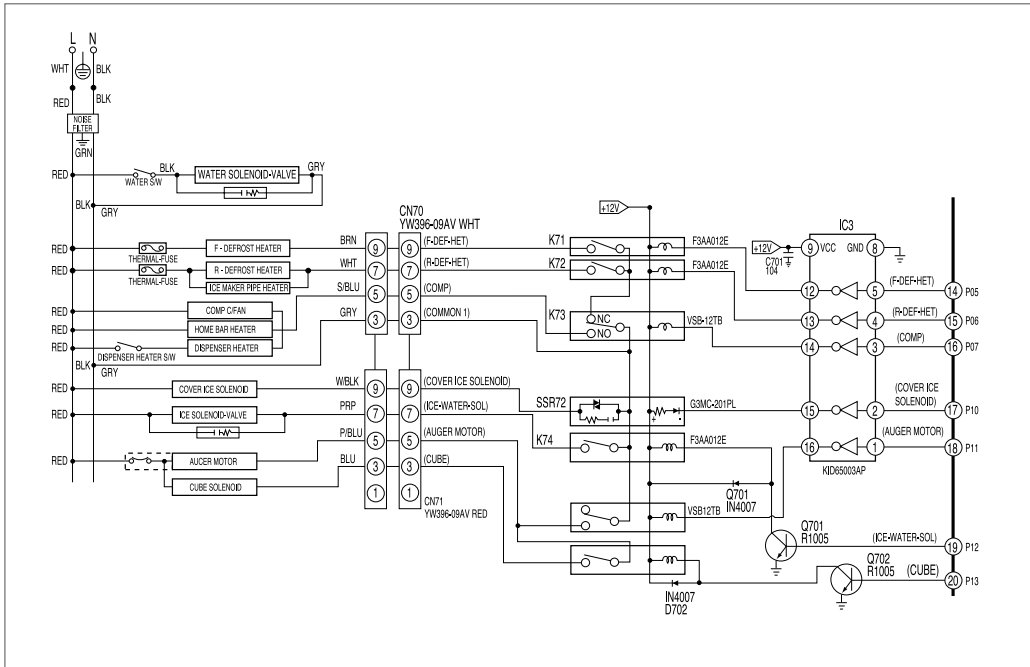 L N
WHT BLK
RED BLK
NOISE
FILTER
GRN
RED BLK WATER SOLENOID-VALVE GRY
WATER S/W
BLK GRY
CN70
YW396-09AV WHT
+12V
IC3
RED F - DEFROST HEATER BRN 9 9 (F-DEF-HET) K71 F3AA012E +12V 9 VCC GND 8
THERMAL-FUSE
C701
104
RED R - DEFROST HEATER WHT 7 7 (R-DEF-HET) K72 F3AA012E
THERMAL-FUSE ICE MAKER PIPE HEATER
S/BLU 5 5 (COMP) 12 5 (F-DEF-HET) 14 P05
RED COMP C/FAN
GRY 3 3 (COMMON 1) K73 NC NO VSB-12TB 13 4 (R-DEF-HET) 15 P06
RED HOME BAR HEATER
RED DISPENSER HEATER 14 3 (COMP) 16 P07
DISPENSER HEATER S/W
BLK GRY
RED COVER ICE SOLENOID W/BLK 9 9 (COVER ICE SOLENOID)
SSR72 + G3MC-201PL 15 2 (COVER ICE
SOLENOID) 17 P10
RED ICE SOLENOID-VALVE PRP 7 7 (ICE-WATER-SOL)
K74 F3AA012E 16 1 (AUGER MOTOR) 18 P11
RED AUCER MOTOR P/BLU 5 5 (AUGER MOTOR)
KID65003AP
CUBE SOLENOID BLU 3 3 (CUBE)
1 1
CN71
YW396-09AV RED
Q701
IN4007
VSB12TB
Q701
R1005 (ICE-WATER-SOL) 19 P12
Q702
R1005 (CUBE) 20 P13
IN4007
D702